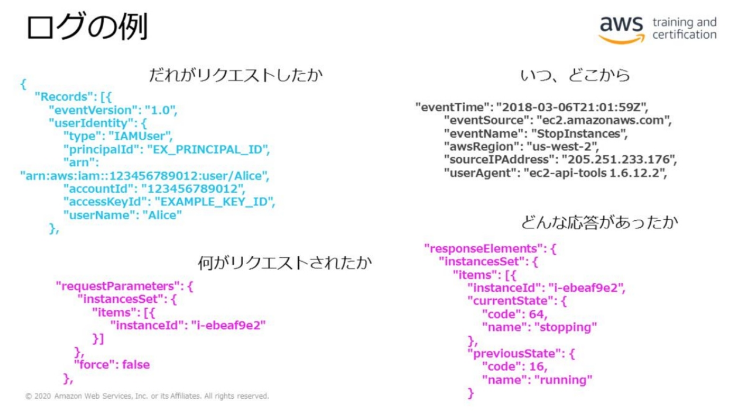 ログの例
aws training and
certification
だれがリクエストしたか
{
"Records": [{
"eventVersion": "1.0",
"userIdentity": {
"type": "IAMUser",
"principalId": "EX_PRINCIPAL_ID",
"arn":
"arn:aws:iam::123456789012:user/Alice",
"accountId": "123456789012",
"accessKeyId": "EXAMPLE_KEY_ID",
"userName": "Alice"
},
いつ、どこから
"eventTime": "2018-03-06T21:01:59Z",
"eventSource": "ec2.amazonaws.com",
"eventName": "StopInstances",
"awsRegion": "us-west-2",
"sourceIPAddress": "205.251.233.176",
"userAgent": "ec2-api-tools 1.6.12.2",
何がリクエストされたか
"requestParameters": {
"instancesSet": {
"items": [{
"instanceId": "i-ebeaf9e2"
}]
},
"force": false
},
どんな応答があったか
"responseElements": {
"instancesSet": {
"items": [{
"instanceId": "i-ebeaf9e2",
"currentState": {
"code": 64,
"name": "stopping"
},
"previousState": {
"code": 16,
"name": "running"
}
© 2020 Amazon Web Services, Inc. or its Affiliates. All rights reserved.